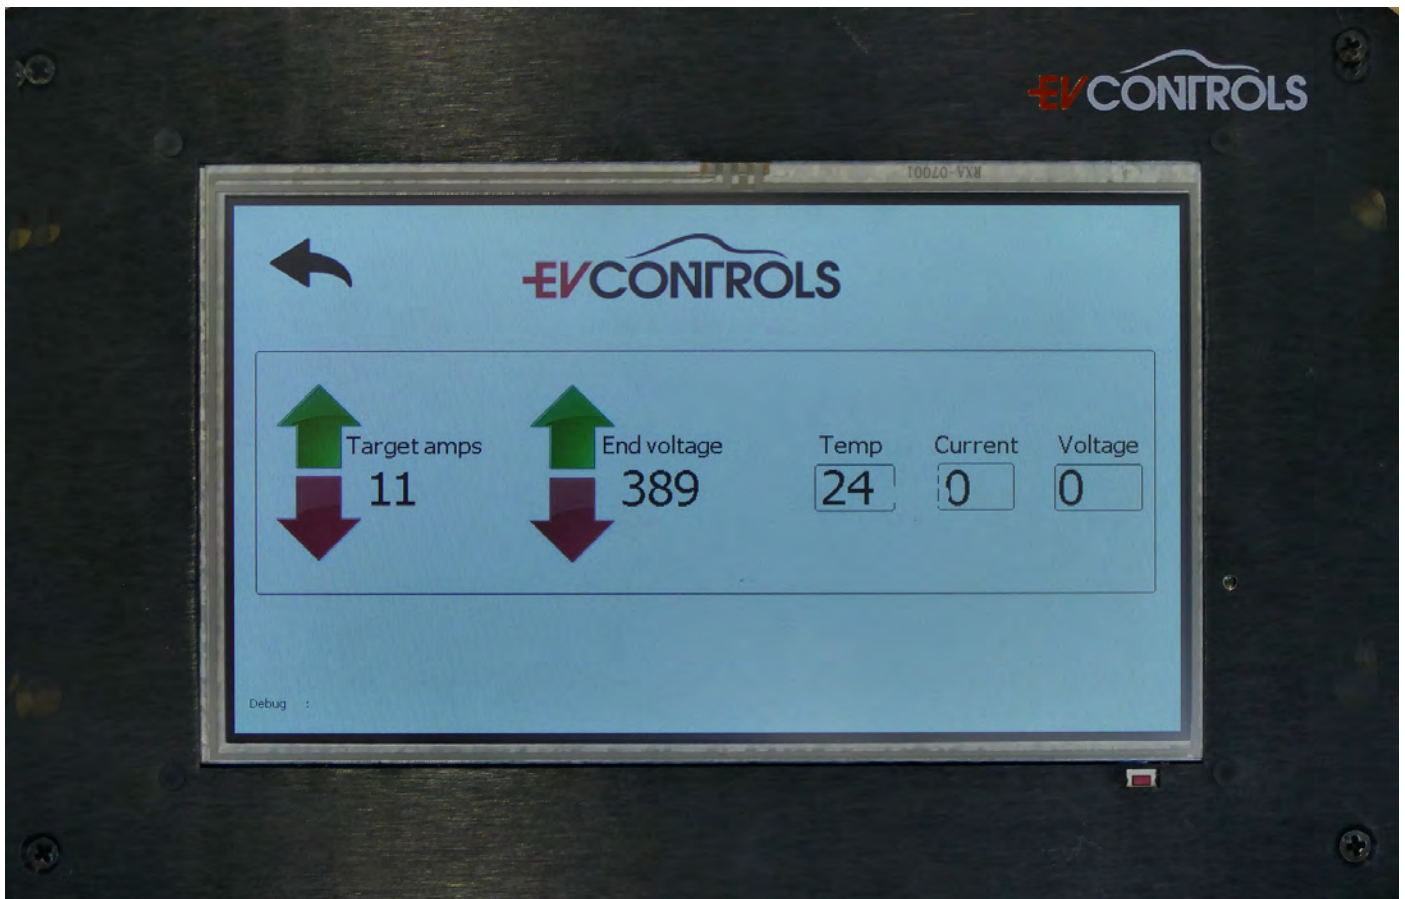 EVCONTROLS
RXA-07001
EVCONTROLS
Target amps
11
End voltage
389
Temp
24
Current
0
Voltage
0
Debug :